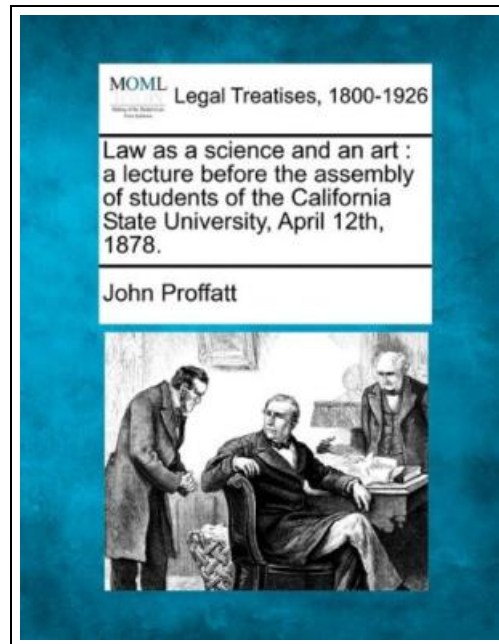 MOML
Legal Treatises, 1800-1926
Law as a science and an art :
a lecture before the assembly
of students of the California
State University, April 12th,
1878.
John Proffatt